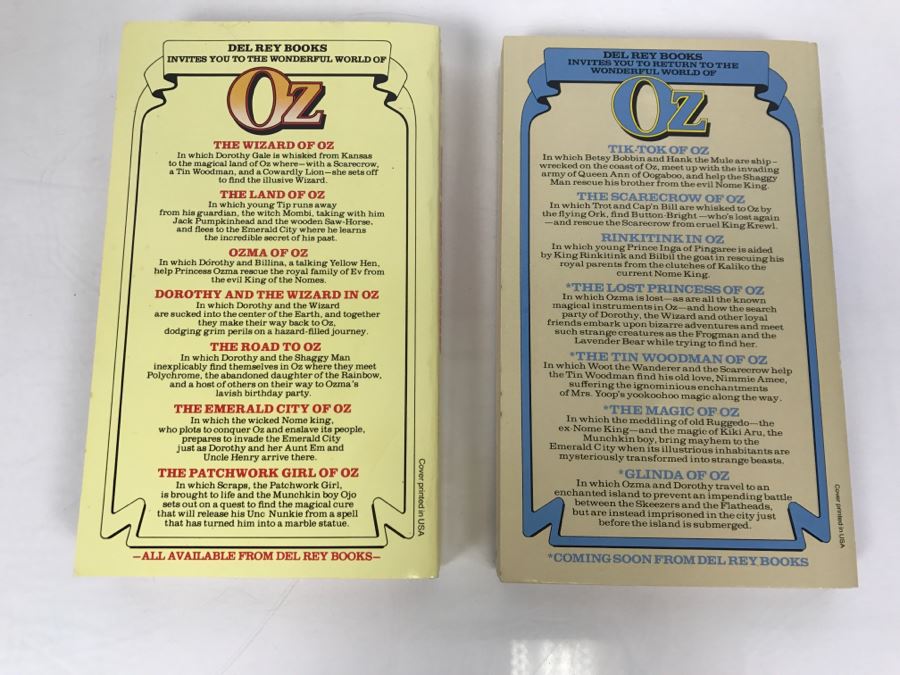 DEL REY BOOKS
INVITES YOU TO THE WONDERFUL WORLD OF
Oz
THE WIZARD OF OZ
In which Dorothy Gale is whisked from Kansas
to the magical land of Oz where—with a Scarecrow,
a Tin Woodman, and a Cowardly Lion—she sets off
to find the illusive Wizard.
THE LAND OF OZ
In which young Tip runs away
from his guardian, the witch Mombi, taking with him
Jack Pumpkinhead and the wooden Saw-Horse,
and flees to the Emerald City where he learns
the incredible secret of his past.
OZMA OF OZ
In which Dorothy and Billina, a talking Yellow Hen,
help Princess Ozma rescue the royal family of Ev from
the evil King of the Nomes.
DOROTHY AND THE WIZARD IN OZ
In which Dorothy and the Wizard
are sucked into the center of the Earth, and together
they make their way back to Oz,
dodging grim perils on a hazard-filled journey.
THE ROAD TO OZ
In which Dorothy and the Shaggy Man
inexplicably find themselves in Oz where they meet
Polychrome, the abandoned daughter of the Rainbow,
and a host of others on their way to Ozma's
lavish birthday party.
THE EMERALD CITY OF OZ
In which the wicked Nome king,
who plots to conquer Oz and enslave its people,
prepares to invade the Emerald City
just as Dorothy and her Aunt Em and
Uncle Henry arrive there.
THE PATCHWORK GIRL OF OZ
In which Scraps, the Patchwork Girl,
is brought to life and the Munchkin boy Ojo
sets out on a quest to find the magical cure
that will release his Unc Nunkie from a spell
that has turned him into a marble statue.
—ALL AVAILABLE FROM DEL REY BOOKS—
Cover printed in USA
DEL REY BOOKS
INVITES YOU TO RETURN TO THE
WONDERFUL WORLD OF
Oz
TIK-TOK OF OZ
In which Betsy Bobbin and Hank the Mule are ship-
wrecked on the coast of Oz, meet up with the invading
army of Queen Ann of Oogaboo, and help the Shaggy
Man rescue his brother from the evil Nome King.
THE SCARECROW OF OZ
In which Trot and Cap'n Bill are whisked to Oz by
the flying Ork, find Button-Bright—who's lost again
—and rescue the Scarecrow from cruel King Krewl.
RINKITINK IN OZ
In which young Prince Inga of Pingaree is aided
by King Rinkitink and Bilbil the goat in rescuing his
royal parents from the clutches of Kaliko the
current Nome King.
*THE LOST PRINCESS OF OZ
In which Ozma is lost—as are all the known
magical instruments in Oz—and how the search
party of Dorothy, the Wizard and other loyal
friends embark upon bizarre adventures and meet
such strange creatures as the Frogman and the
Lavender Bear while trying to find her.
*THE TIN WOODMAN OF OZ
In which Woot the Wanderer and the Scarecrow help
the Tin Woodman find his old love, Nimmie Amee,
suffering the ignominious enchantments
of Mrs. Yoop's yookoohoo magic along the way.
*THE MAGIC OF OZ
In which the meddling of old Ruggedo—the
ex-Nome King—and the magic of Kiki Aru, the
Munchkin boy, bring mayhem to the
Emerald City when its illustrious inhabitants are
mysteriously transformed into strange beasts.
*GLINDA OF OZ
In which Ozma and Dorothy travel to an
enchanted island to prevent an impending battle
between the Skeezers and the Flatheads,
but are instead imprisoned in the city just
before the island is submerged.
*COMING SOON FROM DEL REY BOOKS
Cover printed in USA